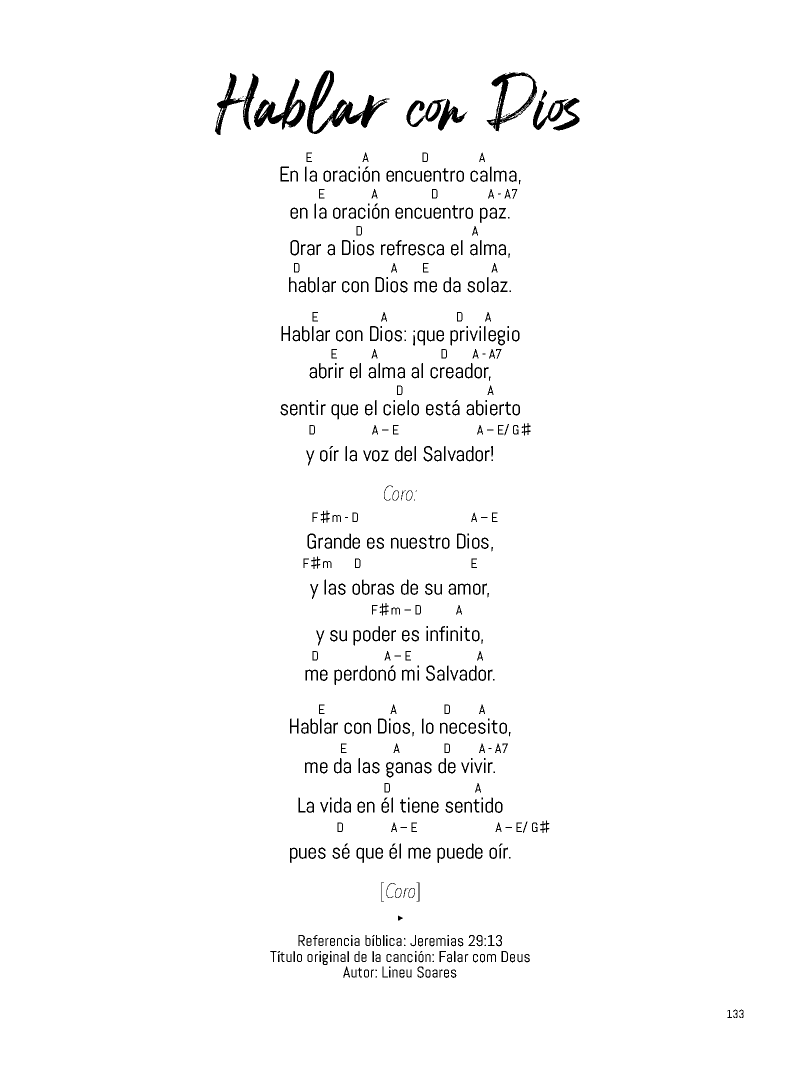 Hablar con Dios
E A D A
En la oración encuentro calma,
E A D A - A7
en la oración encuentro paz.
D A
Orar a Dios refresca el alma,
D A E A
hablar con Dios me da solaz.
E A D A
Hablar con Dios: ¡que privilegio
E A D A - A7
abrir el alma al creador,
D A
sentir que el cielo está abierto
D A – E A – E/ G♯
y oír la voz del Salvador!
Coro:
F♯m - D A – E
Grande es nuestro Dios,
F♯m D E
y las obras de su amor,
F♯m – D A
y su poder es infinito,
D A – E A
me perdonó mi Salvador.
E A D A
Hablar con Dios, lo necesito,
E A D A - A7
me da las ganas de vivir.
D A
La vida en él tiene sentido
D A – E A – E/ G♯
pues sé que él me puede oír.
[Coro]
Referencia bíblica: Jeremias 29:13
Título original de la canción: Falar com Deus
Autor: Lineu Soares
133